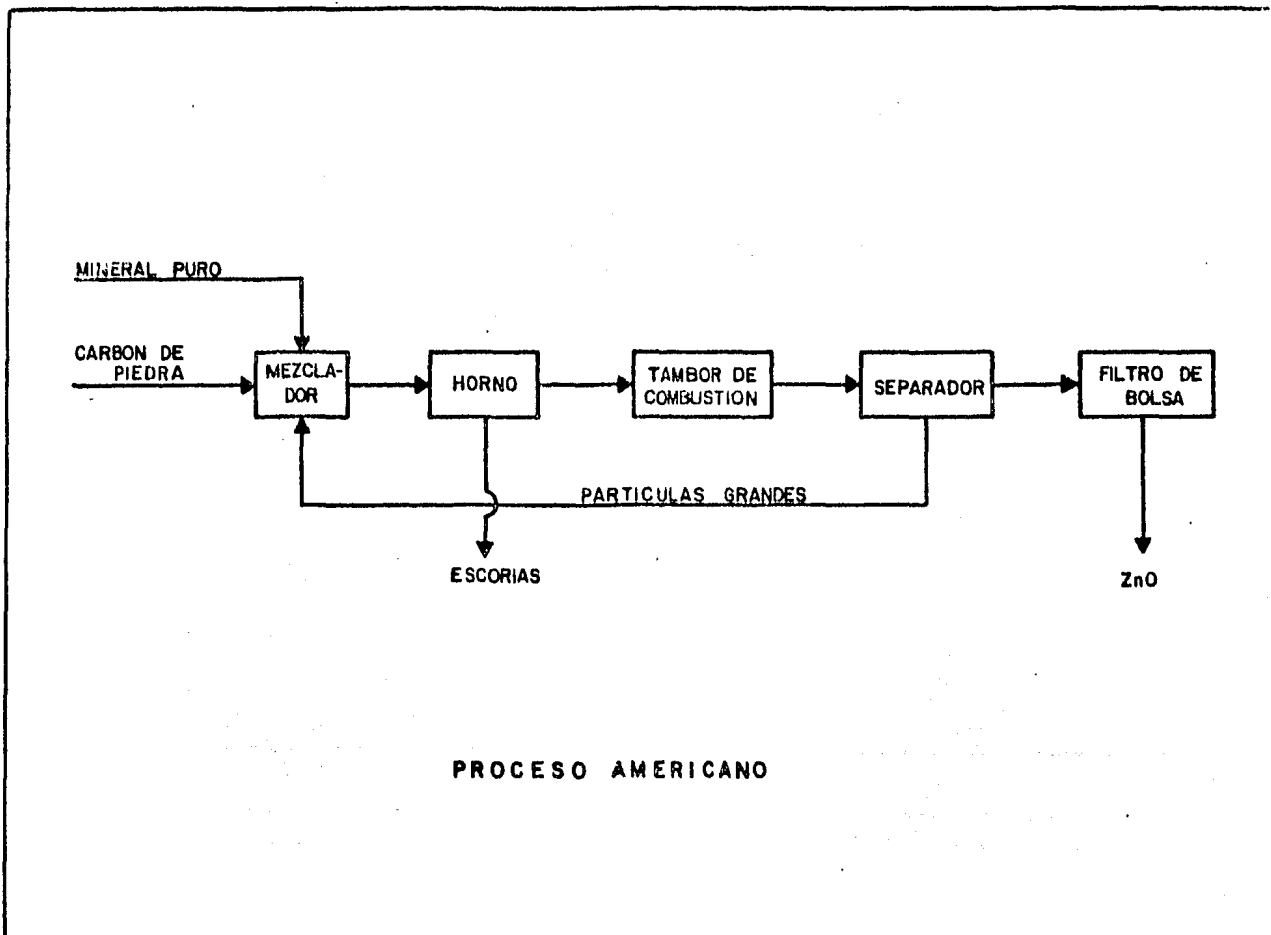 MINERAL PURO
CARBON DE
PIEDRA
MEZCLA-
DOR
HORNO
TAMBOR DE
COMBUSTION
SEPARADOR
FILTRO DE
BOLSA
PARTICULAS GRANDES
ESCORIAS
ZnO
PROCESO AMERICANO